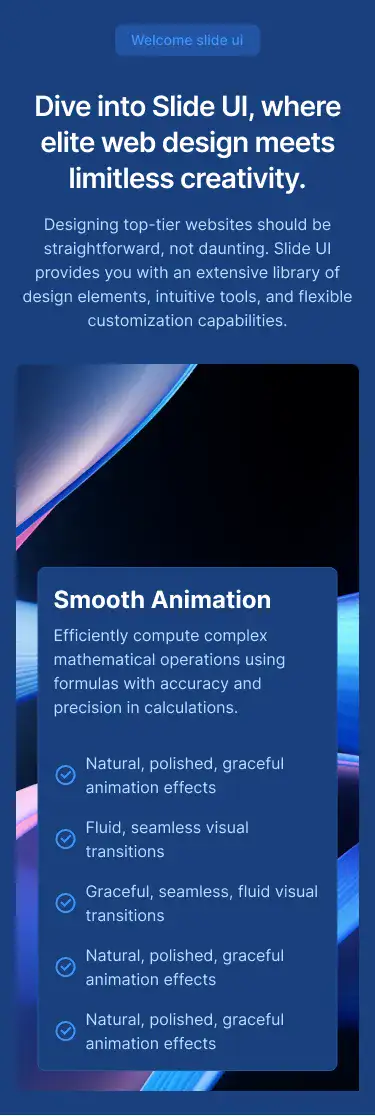 Welcome slide ui
Dive into Slide UI, where
elite web design meets
limitless creativity.
Designing top-tier websites should be
straightforward, not daunting. Slide UI
provides you with an extensive library of
design elements, intuitive tools, and flexible
customization capabilities.
Smooth Animation
Efficiently compute complex
mathematical operations using
formulas with accuracy and
precision in calculations.
Natural, polished, graceful
animation effects
Fluid, seamless visual
transitions
Graceful, seamless, fluid visual
transitions
Natural, polished, graceful
animation effects
Natural, polished, graceful
animation effects